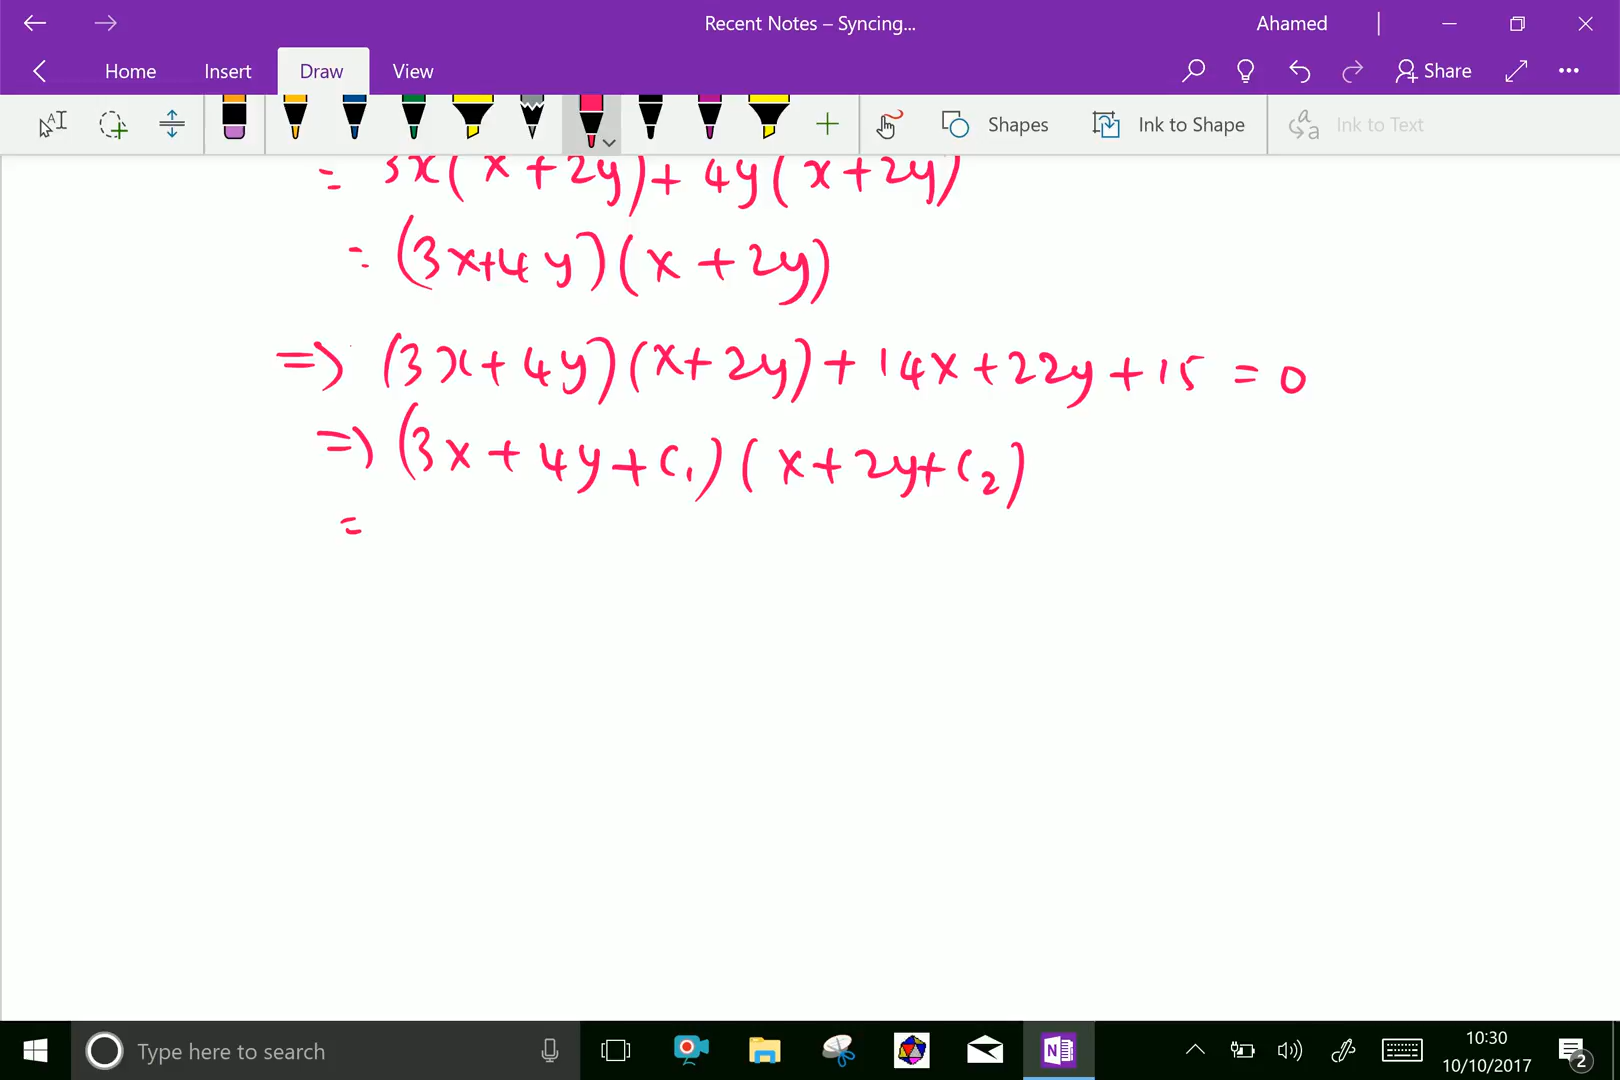 Recent Notes – Syncing...
Ahamed
Home Insert Draw View
Share
Shapes Ink to Shape Ink to Text
= 3x(x+2y)+4y(x+2y)
= (3x+4y)(x+2y)
=> (3x+4y)(x+2y)+14x+22y+15 = 0
=> (3x+4y+C₁)(x+2y+C₂)
=
Type here to search
10:30
10/10/2017
2